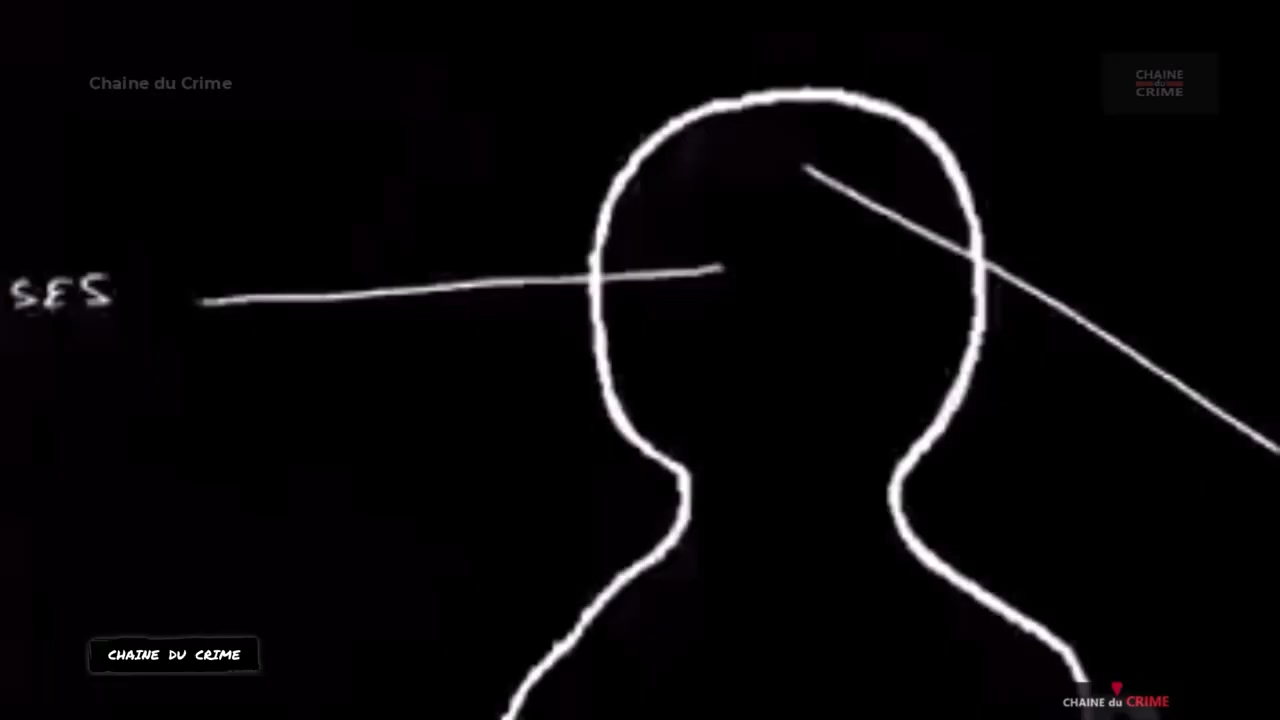 Chaine du Crime
CHAINE
du
CRIME
SES
CHAINE DU CRIME
CHAINE du CRIME